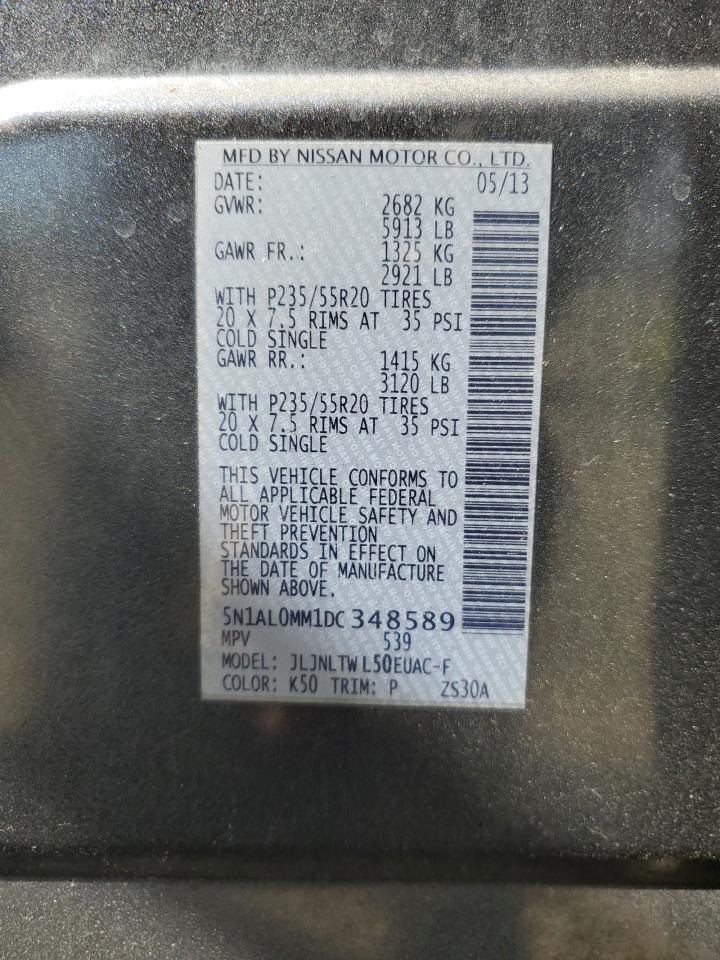 MFD BY NISSAN MOTOR CO., LTD.
DATE: 05/13
GVWR: 2682 KG
5913 LB
GAWR FR.: 1325 KG
2921 LB
WITH P235/55R20 TIRES
20 X 7.5 RIMS AT 35 PSI
COLD SINGLE
GAWR RR.: 1415 KG
3120 LB
WITH P235/55R20 TIRES
20 X 7.5 RIMS AT 35 PSI
COLD SINGLE
THIS VEHICLE CONFORMS TO
ALL APPLICABLE FEDERAL
MOTOR VEHICLE SAFETY AND
THEFT PREVENTION
STANDARDS IN EFFECT ON
THE DATE OF MANUFACTURE
SHOWN ABOVE.
5N1AL0MM1DC348589
MPV 539
MODEL: JLJNLTW L50EUAC-F
COLOR: K50 TRIM: P ZS30A